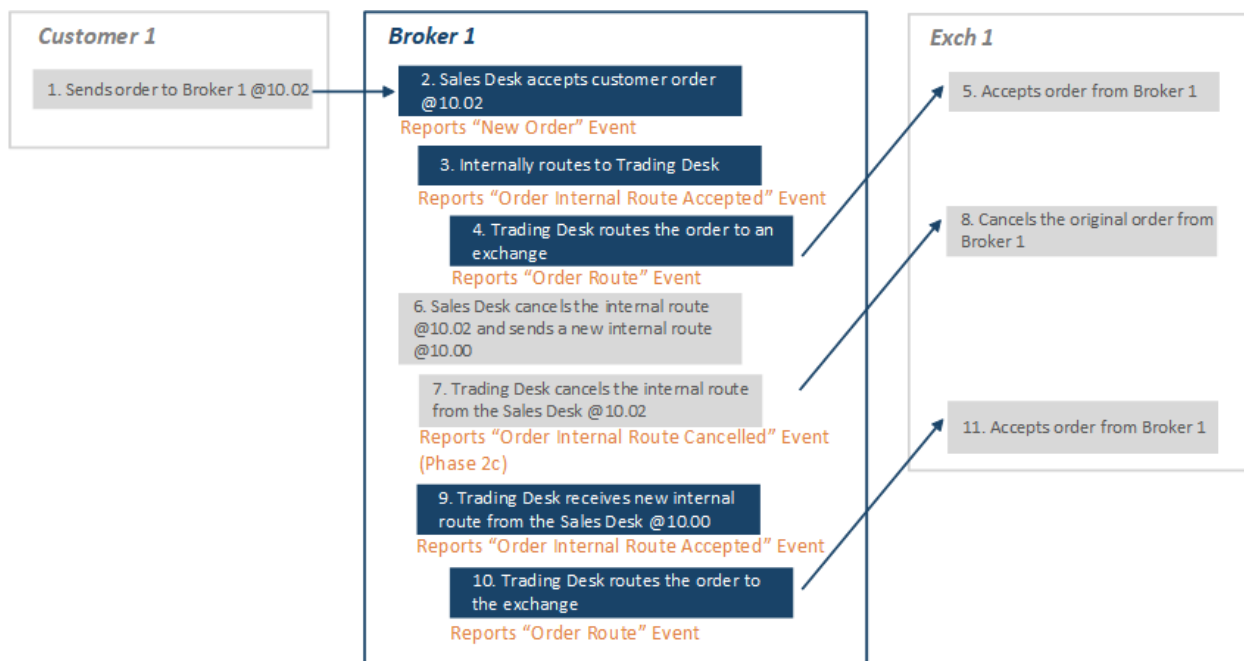 Customer 1
1. Sends order to Broker 1 @10.02
Broker 1
2. Sales Desk accepts customer order
@10.02
Reports “New Order” Event
3. Internally routes to Trading Desk
Reports “Order Internal Route Accepted” Event
4. Trading Desk routes the order to an
exchange
Reports “Order Route” Event
6. Sales Desk cancels the internal route
@10.02 and sends a new internal route
@10.00
7. Trading Desk cancels the internal route
from the Sales Desk @10.02
Reports “Order Internal Route Cancelled” Event
(Phase 2c)
9. Trading Desk receives new internal
route from the Sales Desk @10.00
Reports “Order Internal Route Accepted” Event
10. Trading Desk routes the order to
the exchange
Reports “Order Route” Event
Exch 1
5. Accepts order from Broker 1
8. Cancels the original order from
Broker 1
11. Accepts order from Broker 1